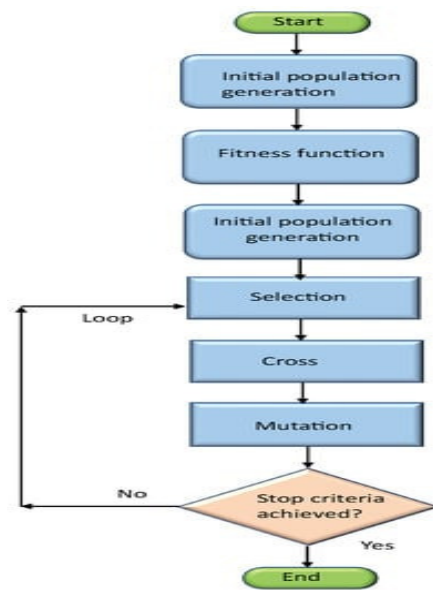 Start
Initial population
generation
Fitness function
Initial population
generation
Selection
Loop
Cross
Mutation
No
Stop criteria
achieved?
Yes
End